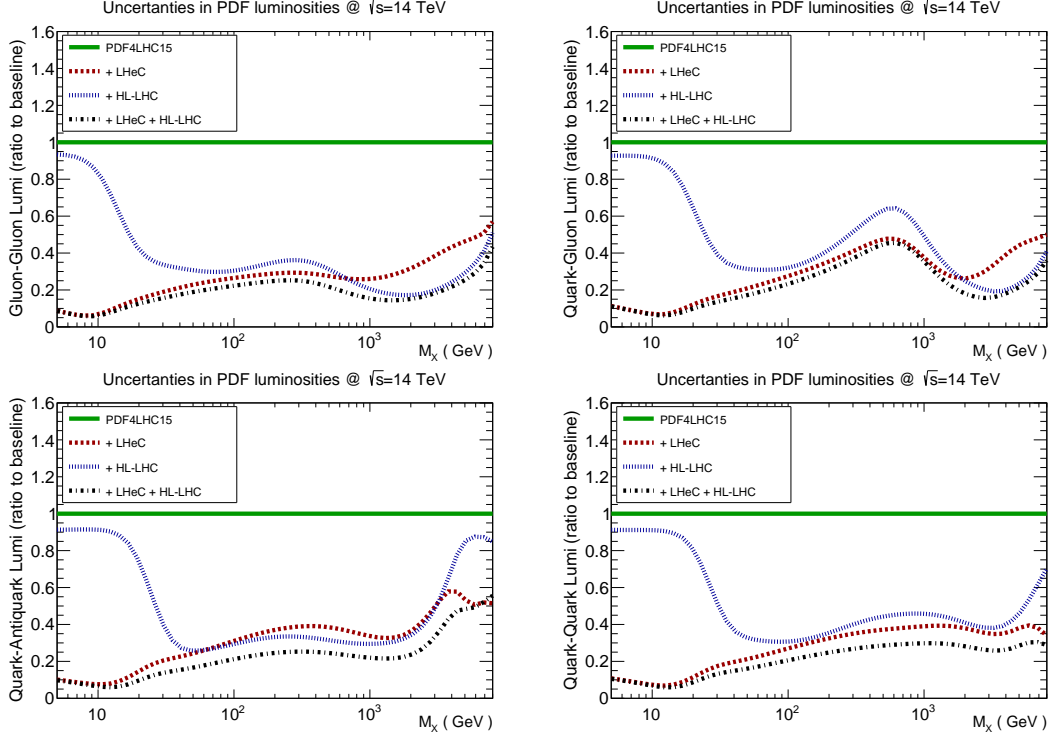 Uncertanties in PDF luminosities @ √s=14 TeV
Gluon-Gluon Lumi (ratio to baseline)
1.6
1.4
1.2
1
0.8
0.6
0.4
0.2
0
PDF4LHC15
+ LHeC
+ HL-LHC
+ LHeC + HL-LHC
10 10² 10³
M_X ( GeV )
Uncertanties in PDF luminosities @ √s=14 TeV
Quark-Gluon Lumi (ratio to baseline)
1.6
1.4
1.2
1
0.8
0.6
0.4
0.2
0
PDF4LHC15
+ LHeC
+ HL-LHC
+ LHeC + HL-LHC
10 10² 10³
M_X ( GeV )
Uncertanties in PDF luminosities @ √s=14 TeV
Quark-Antiquark Lumi (ratio to baseline)
1.6
1.4
1.2
1
0.8
0.6
0.4
0.2
0
PDF4LHC15
+ LHeC
+ HL-LHC
+ LHeC + HL-LHC
10 10² 10³
M_X ( GeV )
Uncertanties in PDF luminosities @ √s=14 TeV
Quark-Quark Lumi (ratio to baseline)
1.6
1.4
1.2
1
0.8
0.6
0.4
0.2
0
PDF4LHC15
+ LHeC
+ HL-LHC
+ LHeC + HL-LHC
10 10² 10³
M_X ( GeV )